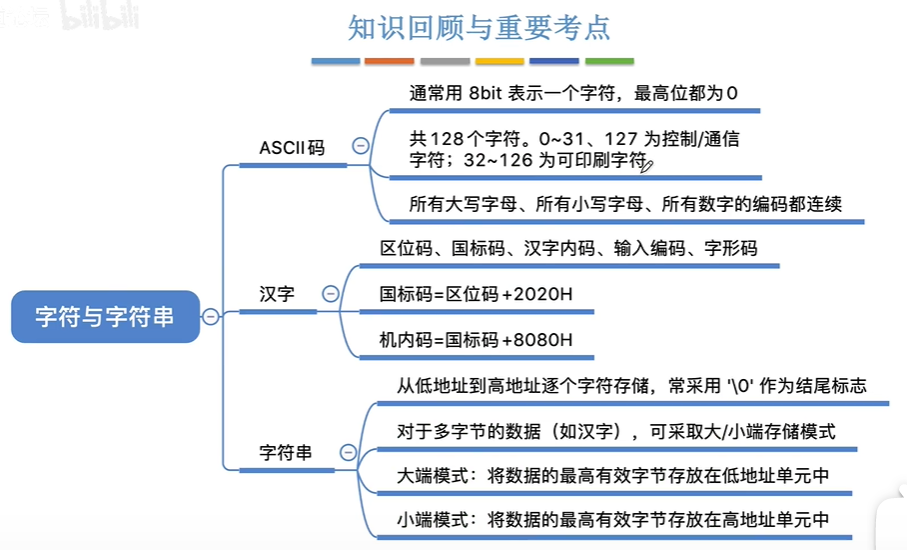 bilibili
知识回顾与重要考点
通常用 8bit 表示一个字符，最高位都为0
ASCII码
共128个字符。0~31、127 为控制/通信
字符；32~126 为可印刷字符
所有大写字母、所有小写字母、所有数字的编码都连续
区位码、国标码、汉字内码、输入编码、字形码
汉字
国标码=区位码+2020H
字符与字符串
机内码=国标码+8080H
从低地址到高地址逐个字符存储，常采用 '\0' 作为结尾标志
对于多字节的数据（如汉字），可采取大/小端存储模式
字符串
大端模式：将数据的最高有效字节存放在低地址单元中
小端模式：将数据的最高有效字节存放在高地址单元中